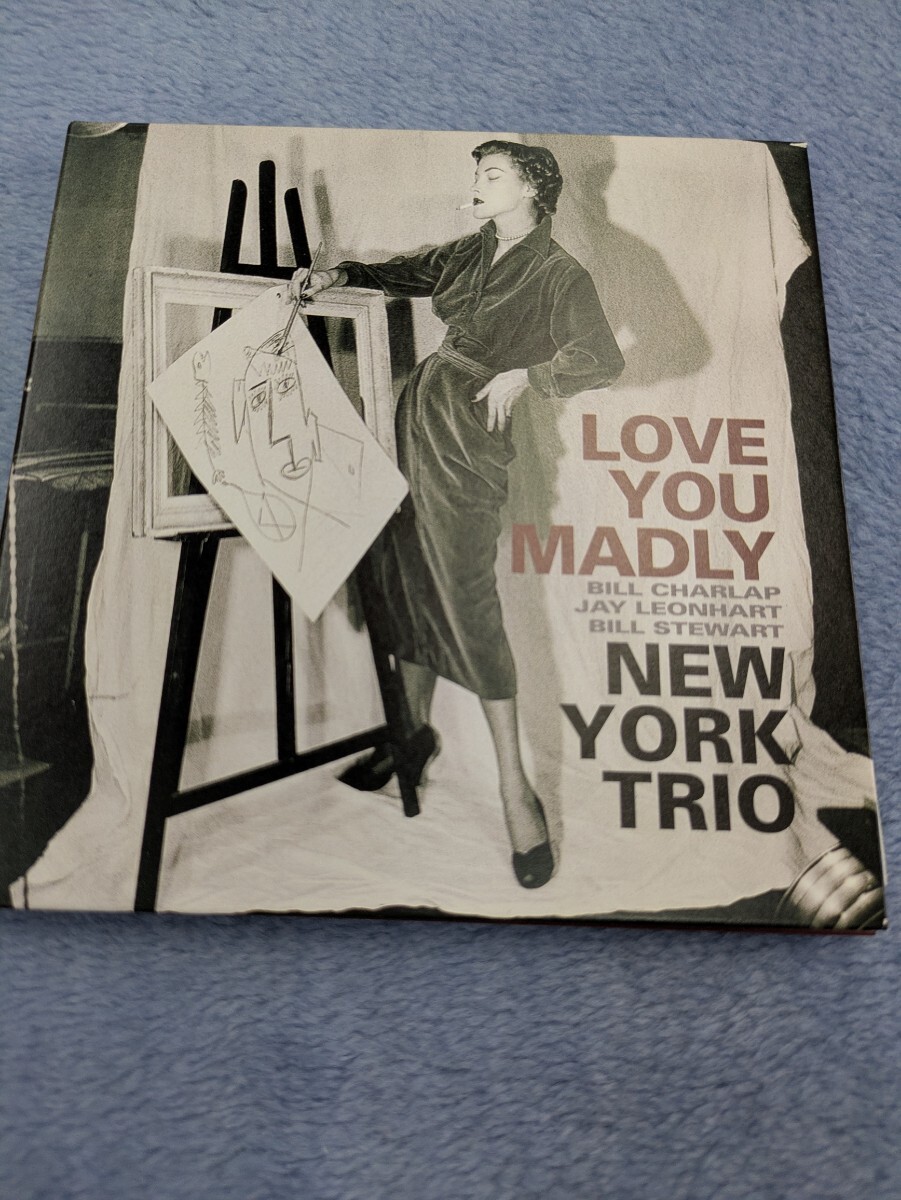 LOVE
YOU
MADLY
BILL CHARLAP
JAY LEONHART
BILL STEWART
NEW
YORK
TRIO